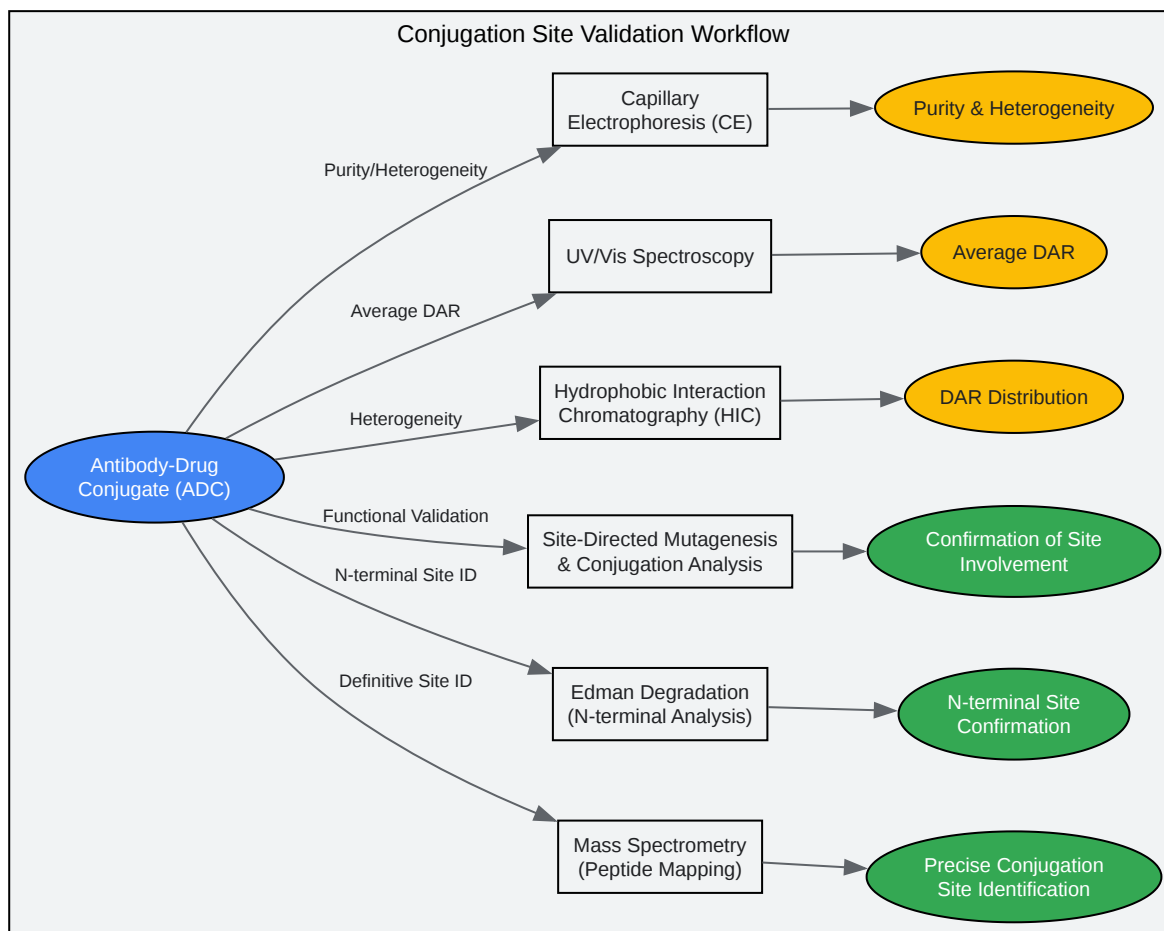 Conjugation Site Validation Workflow
Capillary
Electrophoresis (CE)
Purity & Heterogeneity
Purity/Heterogeneity
UV/Vis Spectroscopy
Average DAR
Average DAR
Hydrophobic Interaction
Chromatography (HIC)
DAR Distribution
Heterogeneity
Antibody-Drug
Conjugate (ADC)
Functional Validation
Site-Directed Mutagenesis
& Conjugation Analysis
Confirmation of Site
Involvement
N-terminal Site ID
Edman Degradation
(N-terminal Analysis)
N-terminal Site
Confirmation
Definitive Site ID
Mass Spectrometry
(Peptide Mapping)
Precise Conjugation
Site Identification